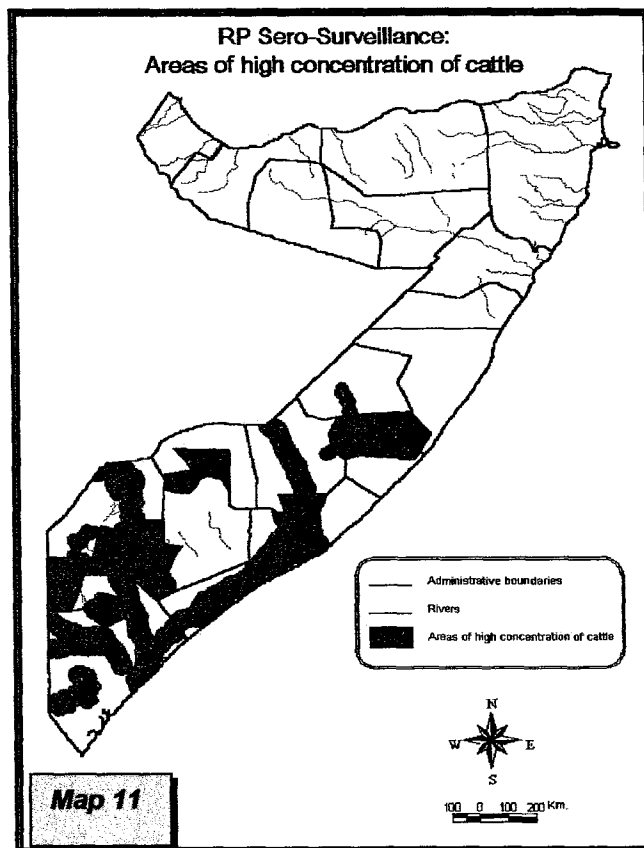 RP Sero-Surveillance:
Areas of high concentration of cattle
Administrative boundaries
Rivers
Areas of high concentration of cattle
N
W E
S
Map 11
100 0 100 200 Km.